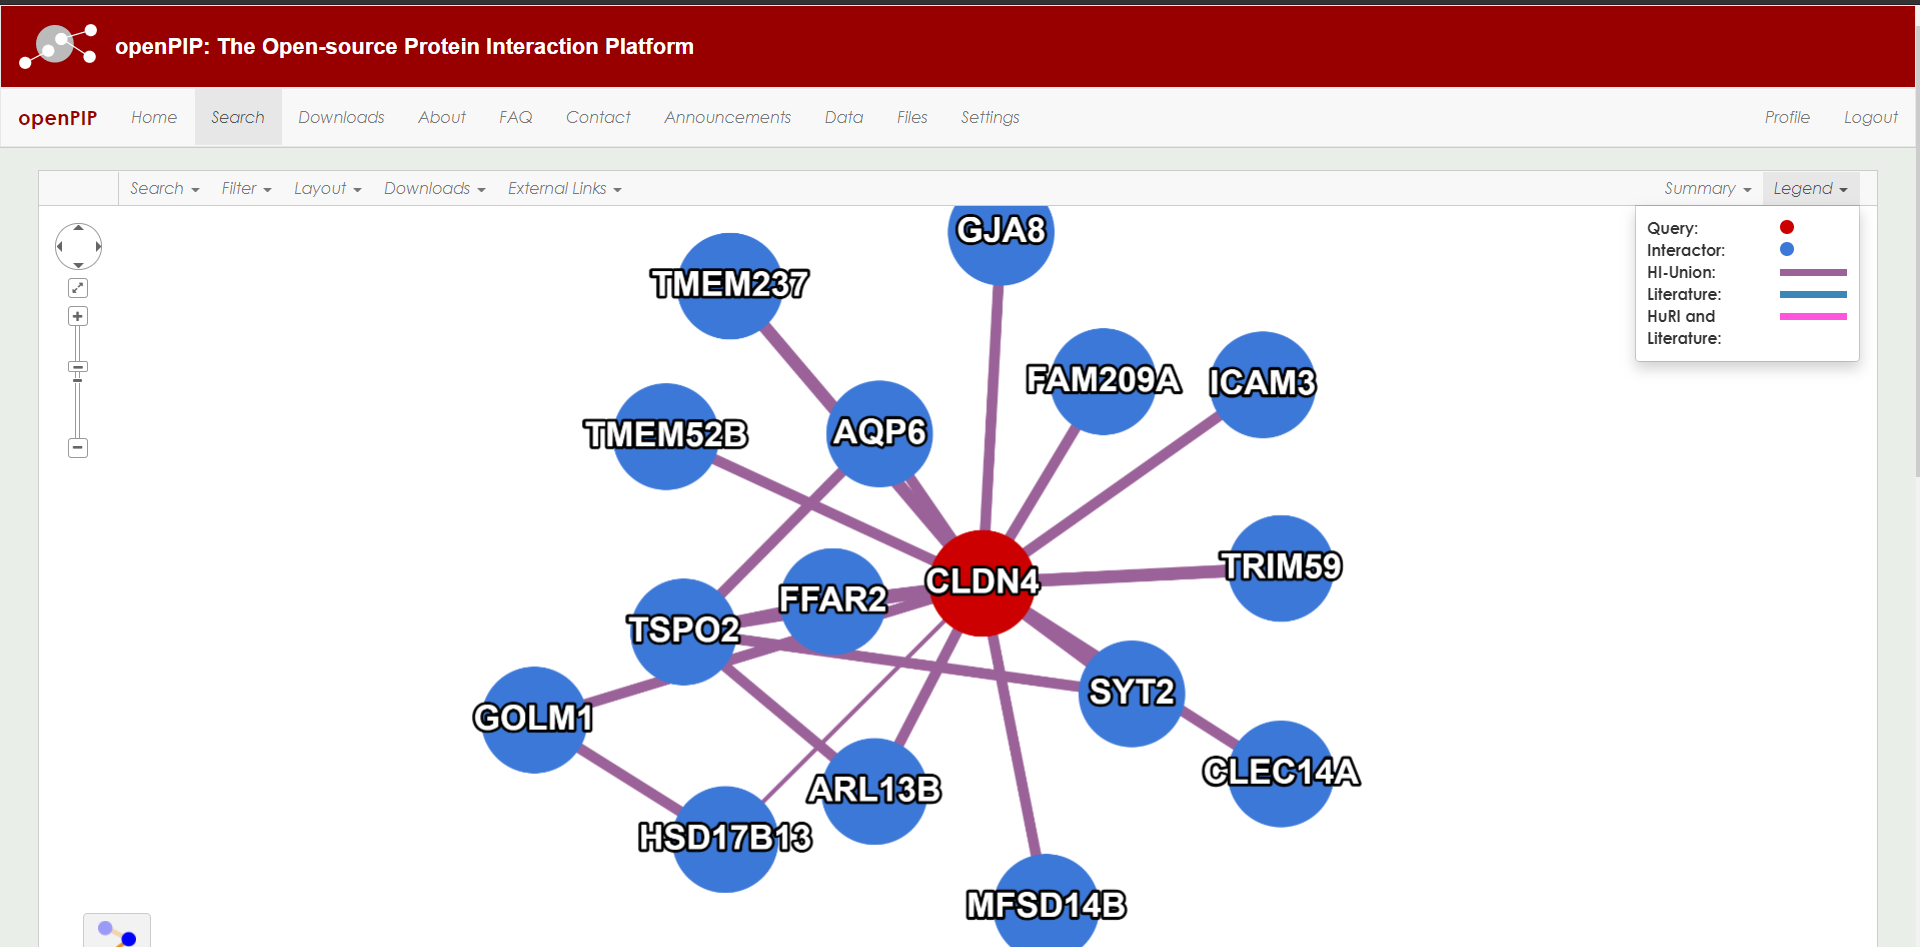 openPIP: The Open-source Protein Interaction Platform
openPIP Home Search Downloads About FAQ Contact Announcements Data Files Settings Profile Logout
Search Filter Layout Downloads External Links Summary Legend
Query:
Interactor:
HI-Union:
Literature:
HuRI and
Literature:
GJA8
TMEM237
FAM209A
ICAM3
TMEM52B
AQP6
TRIM59
CLDN4
FFAR2
TSPO2
SYT2
GOLM1
CLEC14A
ARL13B
HSD17B13
MFSD14B